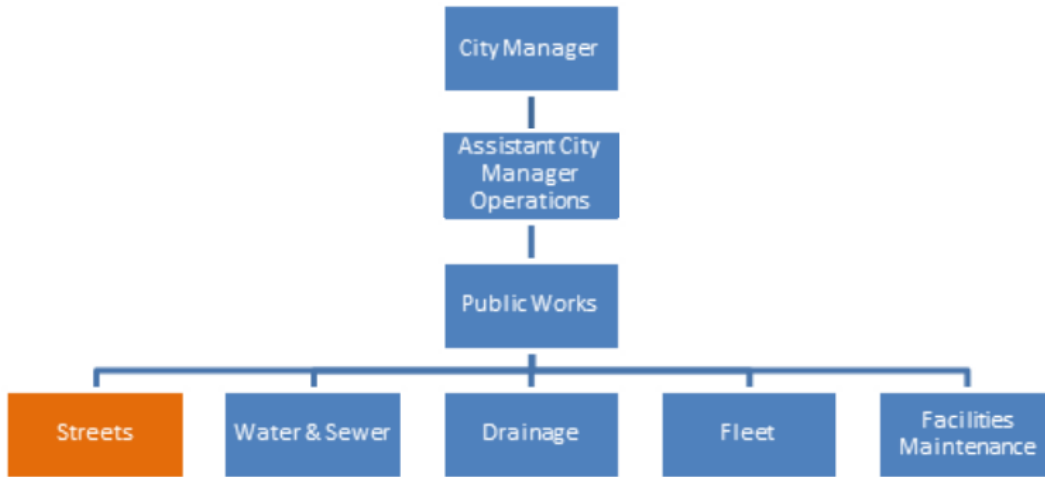 City Manager
Assistant City
Manager
Operations
Public Works
Streets
Water & Sewer
Drainage
Fleet
Facilities
Maintenance